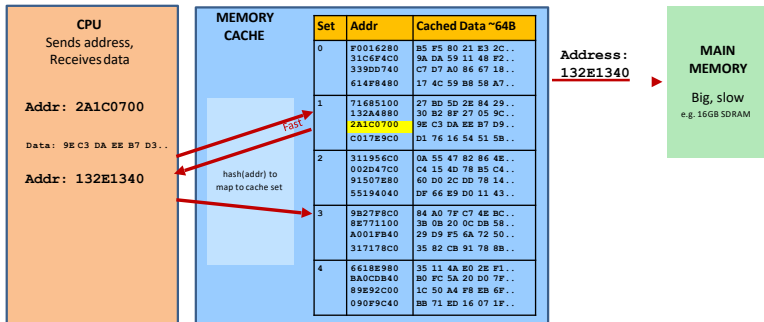 CPU
Sends address,
Receives data
Addr: 2A1C0700
Data: 9E C3 DA EE B7 D3..
Addr: 132E1340
MEMORY
CACHE
hash(addr) to
map to cache set
Fast
Set Addr Cached Data ~64B
0 F0016280 B5 F5 80 21 E3 2C..
31C6F4C0 9A DA 59 11 48 F2..
339DD740 C7 D7 A0 86 67 18..
614F8480 17 4C 59 B8 58 A7..
1 71685100 27 BD 5D 2E 84 29..
132A4880 30 B2 8F 27 05 9C..
2A1C0700 9E C3 DA EE B7 D9..
C017E9C0 D1 76 16 54 51 5B..
2 311956C0 0A 55 47 82 86 4E..
002D47C0 C4 15 4D 78 B5 C4..
91507E80 60 D0 2C DD 78 14..
55194040 DF 66 E9 D0 11 43..
3 9B27F8C0 84 A0 7F C7 4E BC..
8E771100 3B 0B 20 0C DB 58..
A001FB40 29 D9 F5 6A 72 50..
317178C0 35 82 CB 91 78 8B..
4 6618E980 35 11 4A E0 2E F1..
BA0CDB40 B0 FC 5A 20 D0 7F..
89E92C00 1C 50 A4 F8 EB 6F..
090F9C40 BB 71 ED 16 07 1F..
Address:
132E1340
MAIN
MEMORY
Big, slow
e.g. 16GB SDRAM